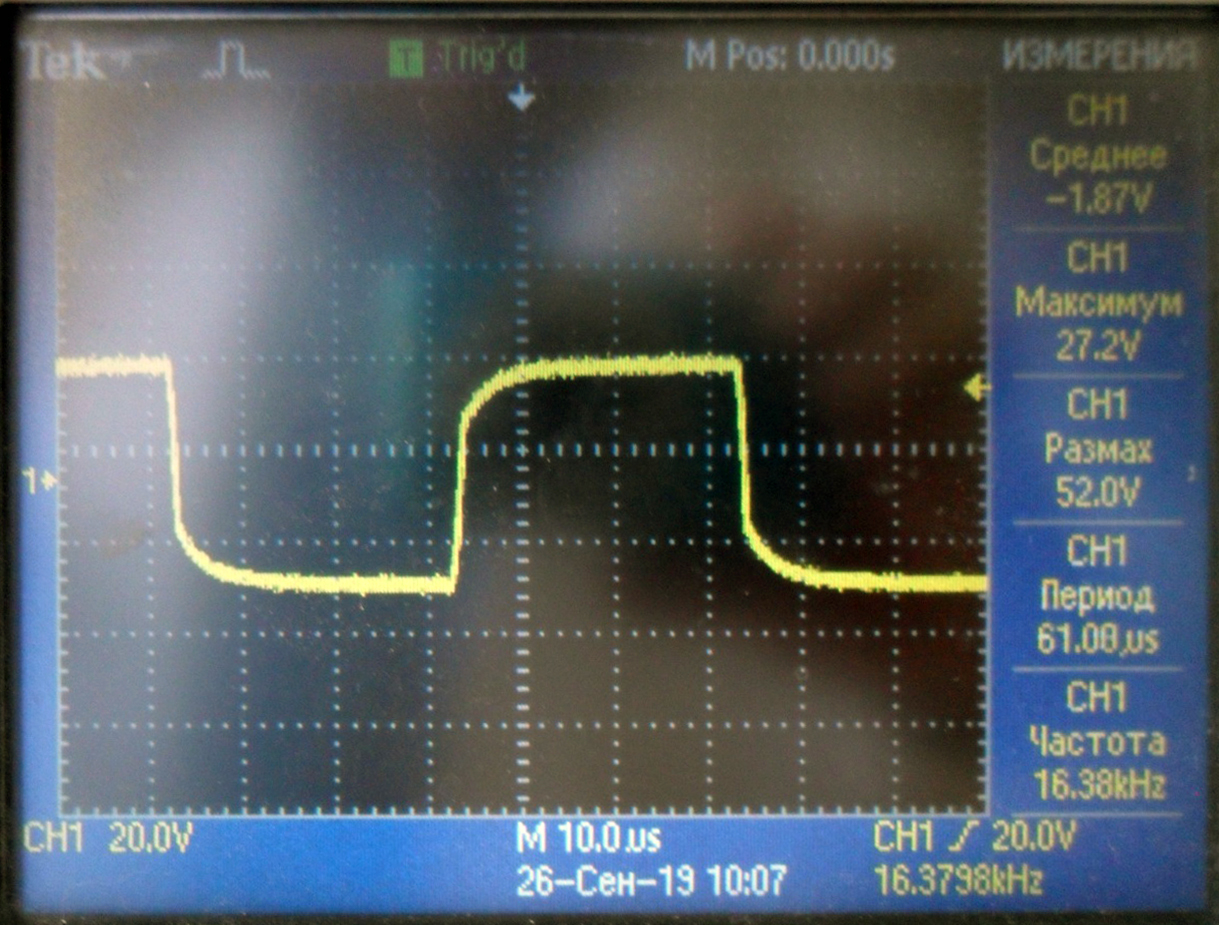 Tek T Trig'd M Pos: 0.000s ИЗМЕРЕНИЯ
CH1
Среднее
-1.87V
CH1
Максимум
27.2V
CH1
Размах
52.0V
CH1
Период
61.00µs
CH1
Частота
16.38kHz
1
CH1 20.0V M 10.0µs CH1 20.0V
26-Сен-19 10:07 16.3798kHz